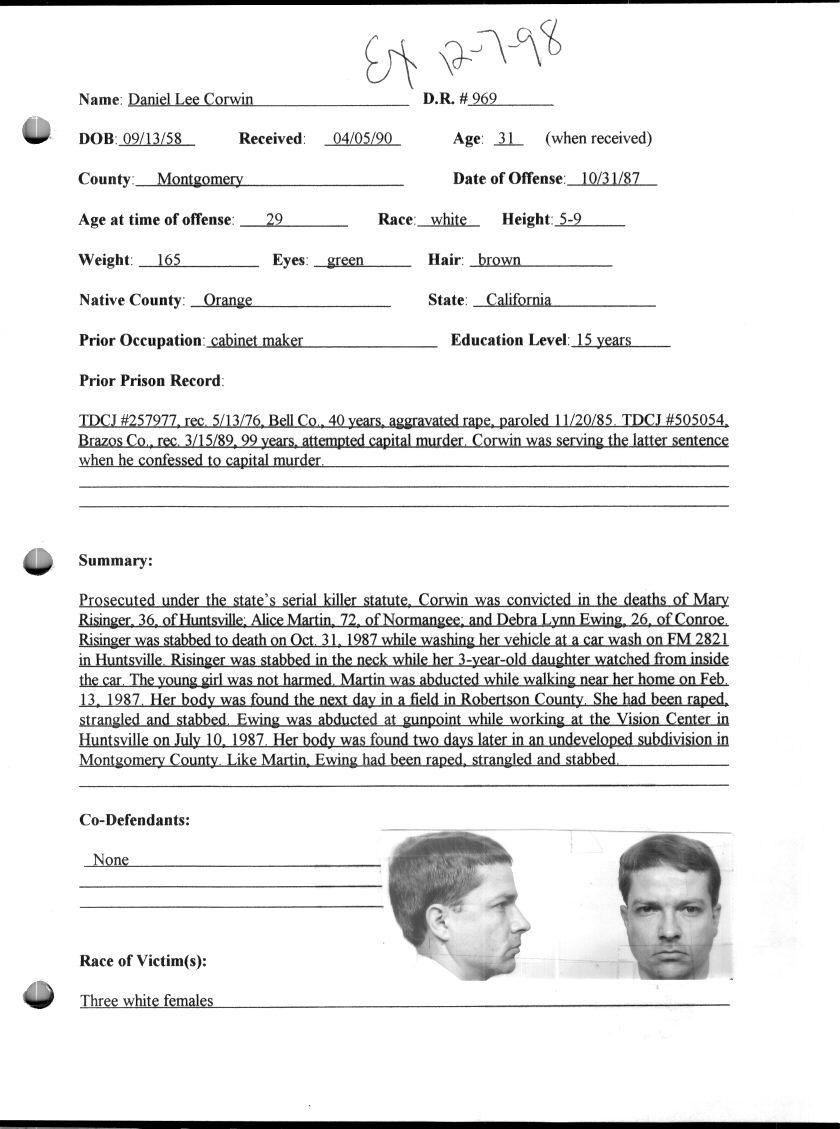 Ex 12-7-98
Name: Daniel Lee Corwin D.R. # 969
DOB: 09/13/58 Received: 04/05/90 Age: 31 (when received)
County: Montgomery Date of Offense: 10/31/87
Age at time of offense: 29 Race: white Height: 5-9
Weight: 165 Eyes: green Hair: brown
Native County: Orange State: California
Prior Occupation: cabinet maker Education Level: 15 years
Prior Prison Record:
TDCJ #257977, rec. 5/13/76, Bell Co., 40 years, aggravated rape, paroled 11/20/85. TDCJ #505054,
Brazos Co., rec. 3/15/89, 99 years, attempted capital murder. Corwin was serving the latter sentence
when he confessed to capital murder.
Summary:
Prosecuted under the state's serial killer statute, Corwin was convicted in the deaths of Mary
Risinger, 36, of Huntsville; Alice Martin, 72, of Normangee; and Debra Lynn Ewing, 26, of Conroe.
Risinger was stabbed to death on Oct. 31, 1987 while washing her vehicle at a car wash on FM 2821
in Huntsville. Risinger was stabbed in the neck while her 3-year-old daughter watched from inside
the car. The young girl was not harmed. Martin was abducted while walking near her home on Feb.
13, 1987. Her body was found the next day in a field in Robertson County. She had been raped,
strangled and stabbed. Ewing was abducted at gunpoint while working at the Vision Center in
Huntsville on July 10, 1987. Her body was found two days later in an undeveloped subdivision in
Montgomery County. Like Martin, Ewing had been raped, strangled and stabbed.
Co-Defendants:
None
Race of Victim(s):
Three white females